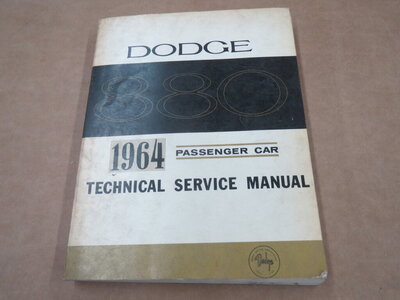 DODGE
880
1964 PASSENGER CAR
TECHNICAL SERVICE MANUAL
Dodge